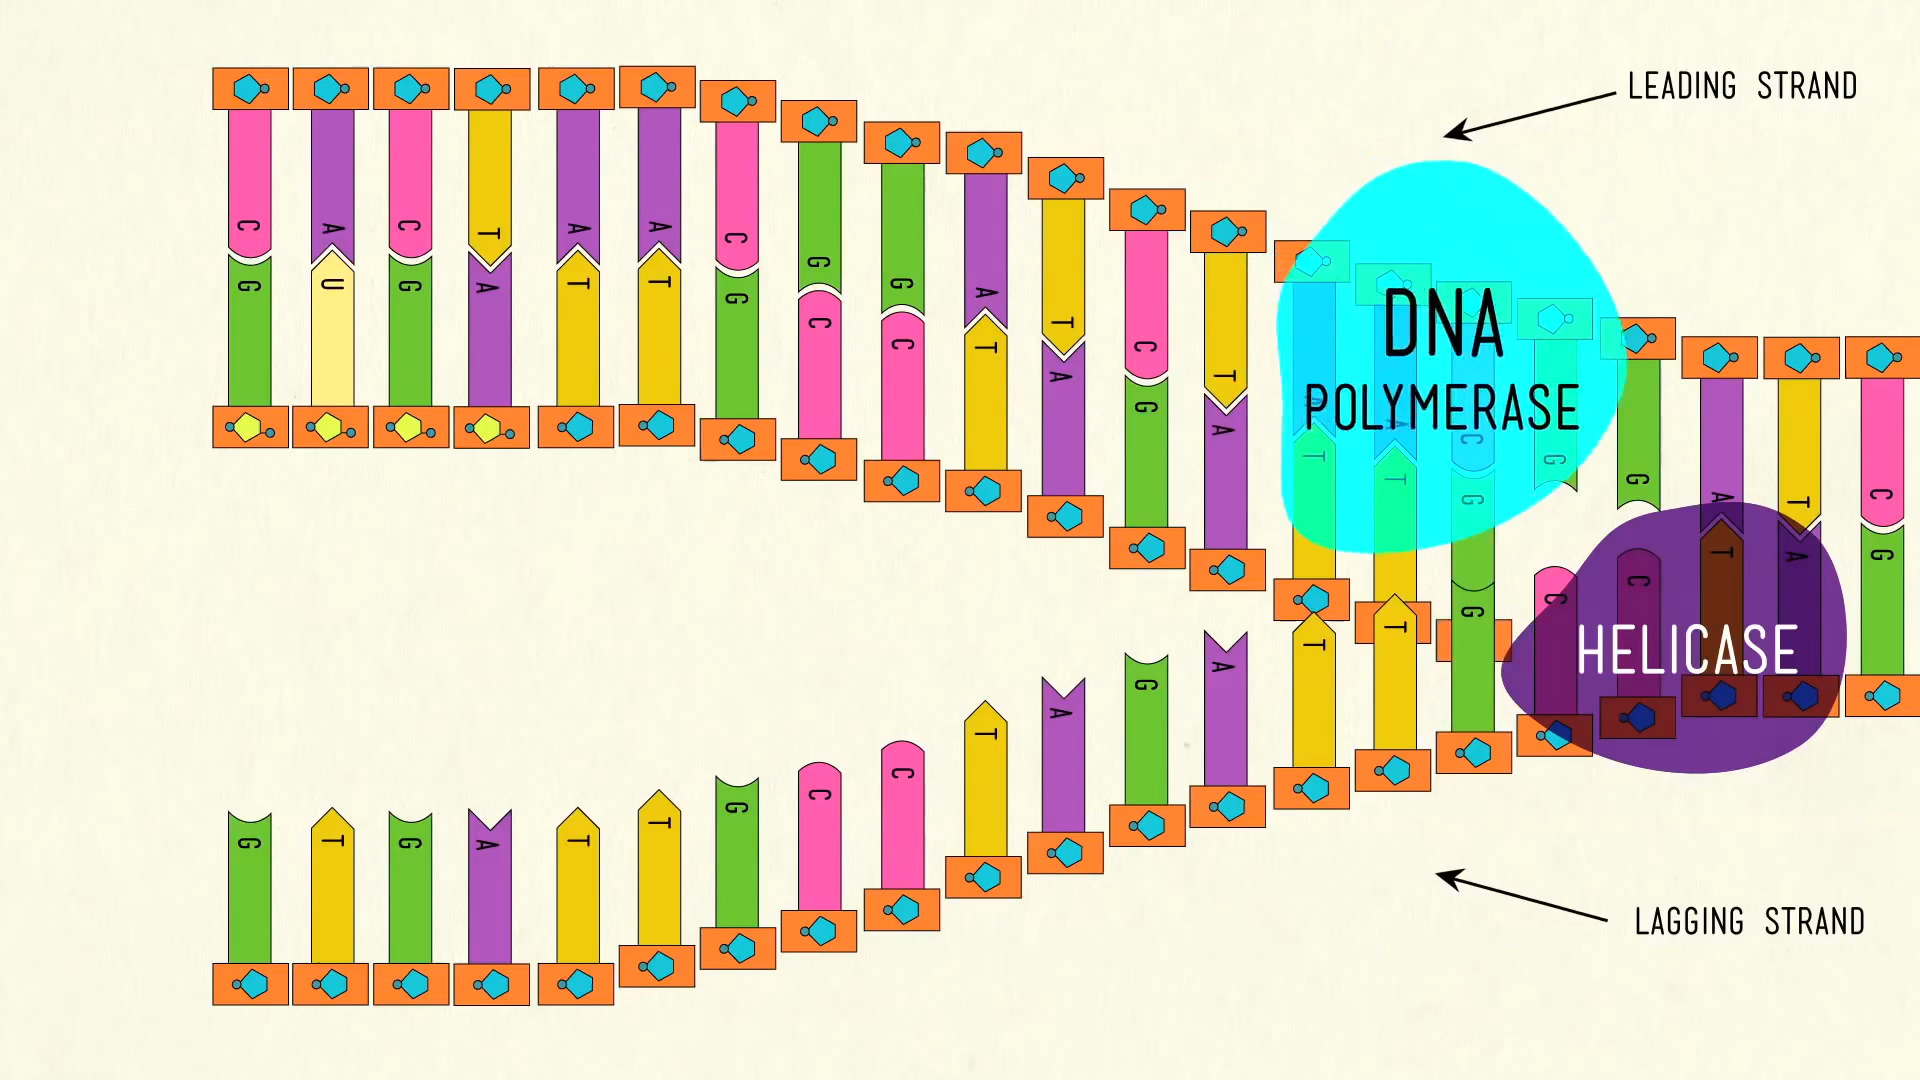 LEADING STRAND
DNA
POLYMERASE
HELICASE
LAGGING STRAND
C A C T A A C G G A T C T A A C G G A T C
G U G A T T G C C T A G A T T G
G T G A T T G C C T A G A T T G C C T A G